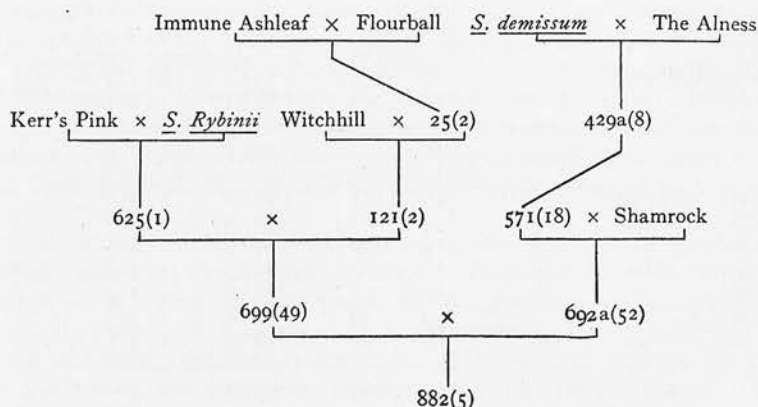 Immune Ashleaf × Flourball S. demissum × The Alness
Kerr's Pink × S. Rybinii Witchhill × 25(2) 429a(8)
625(1) × 121(2) 571(18) × Shamrock
699(49) × 692a(52)
882(5)